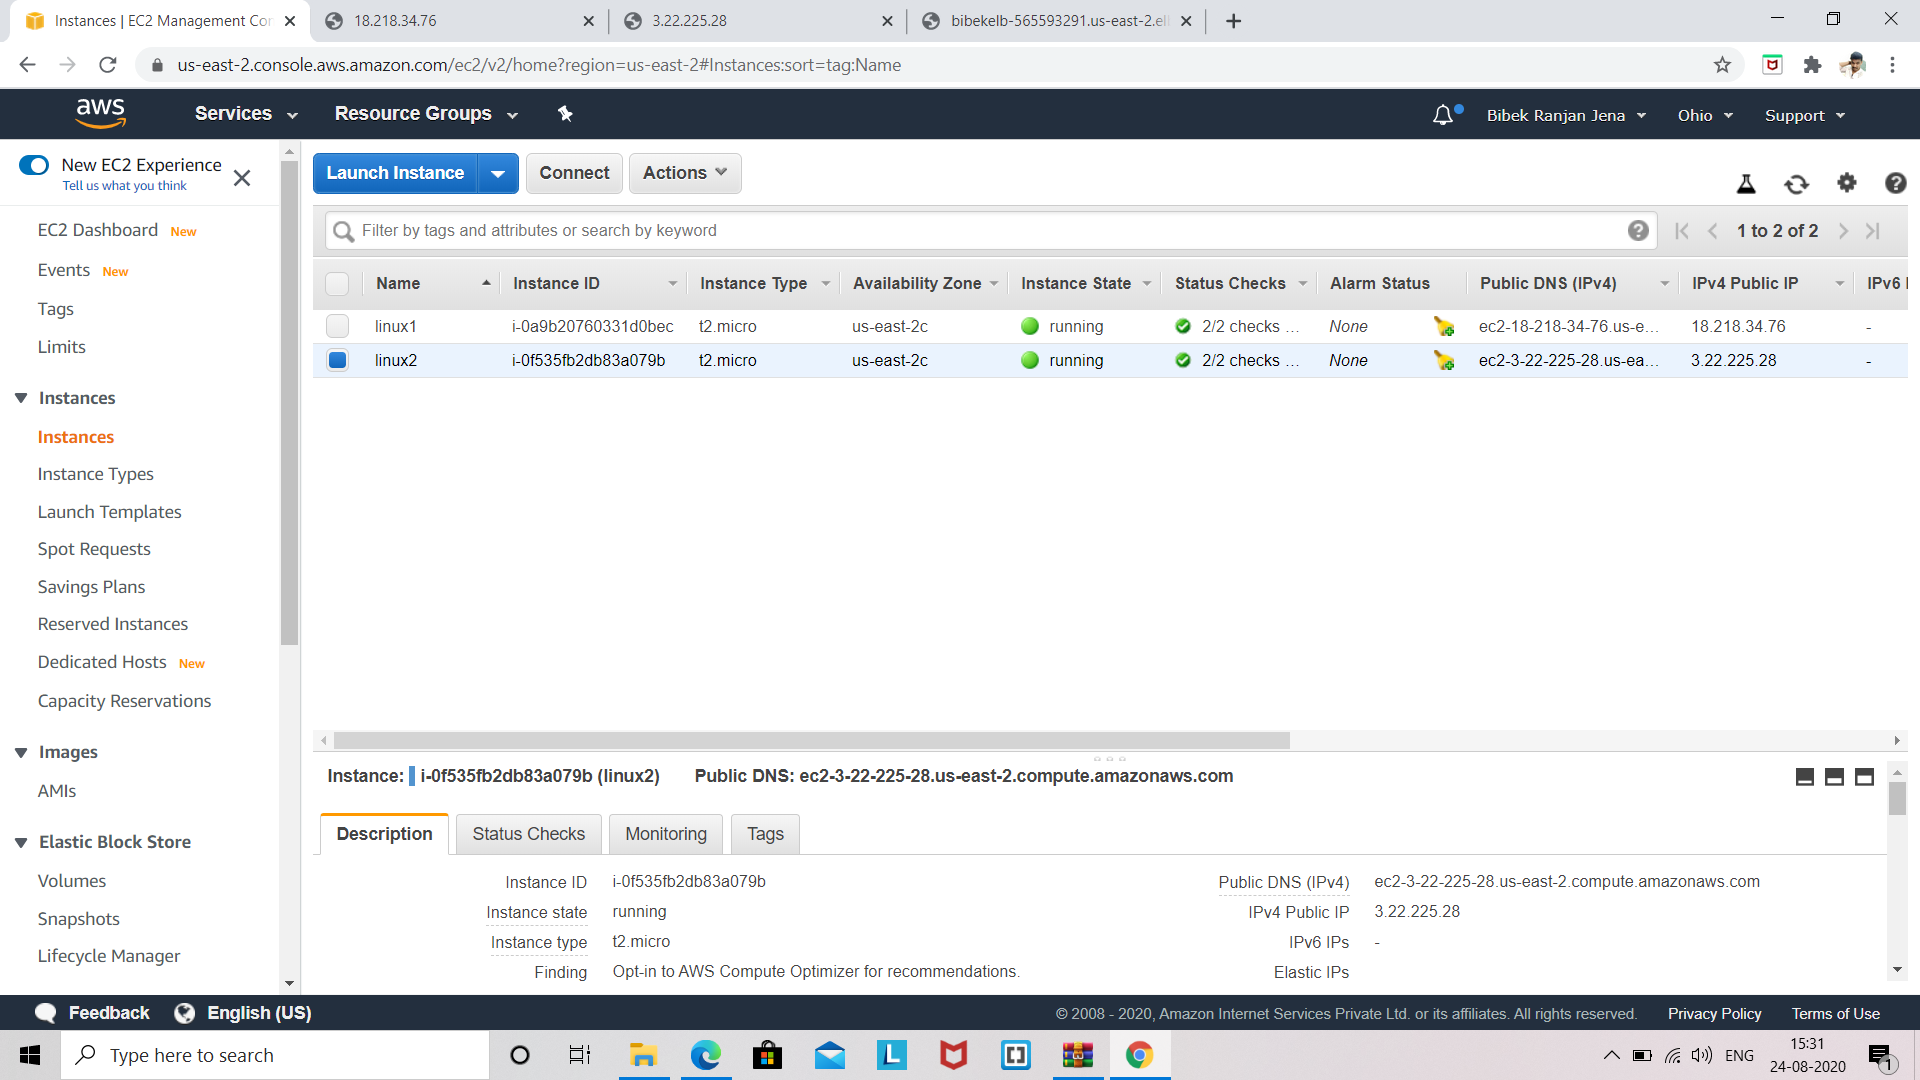 Instances | EC2 Management Con
18.218.34.76
3.22.225.28
bibekelb-565593291.us-east-2.el
us-east-2.console.aws.amazon.com/ec2/v2/home?region=us-east-2#Instances:sort=tag:Name
aws
Services
Resource Groups
Bibek Ranjan Jena
Ohio
Support
New EC2 Experience
Tell us what you think
EC2 Dashboard New
Events New
Tags
Limits
Instances
Instances
Instance Types
Launch Templates
Spot Requests
Savings Plans
Reserved Instances
Dedicated Hosts New
Capacity Reservations
Images
AMIs
Elastic Block Store
Volumes
Snapshots
Lifecycle Manager
Launch Instance
Connect
Actions
Filter by tags and attributes or search by keyword
1 to 2 of 2
Name Instance ID Instance Type Availability Zone Instance State Status Checks Alarm Status Public DNS (IPv4) IPv4 Public IP IPv6 I
linux1 i-0a9b20760331d0bec t2.micro us-east-2c running 2/2 checks ... None ec2-18-218-34-76.us-e... 18.218.34.76 -
linux2 i-0f535fb2db83a079b t2.micro us-east-2c running 2/2 checks ... None ec2-3-22-225-28.us-ea... 3.22.225.28 -
Instance: i-0f535fb2db83a079b (linux2) Public DNS: ec2-3-22-225-28.us-east-2.compute.amazonaws.com
Description
Status Checks
Monitoring
Tags
Instance ID i-0f535fb2db83a079b
Instance state running
Instance type t2.micro
Finding Opt-in to AWS Compute Optimizer for recommendations.
Public DNS (IPv4) ec2-3-22-225-28.us-east-2.compute.amazonaws.com
IPv4 Public IP 3.22.225.28
IPv6 IPs -
Elastic IPs
Feedback
English (US)
© 2008 - 2020, Amazon Internet Services Private Ltd. or its affiliates. All rights reserved.
Privacy Policy
Terms of Use
Type here to search
L
ENG
15:31
24-08-2020
1